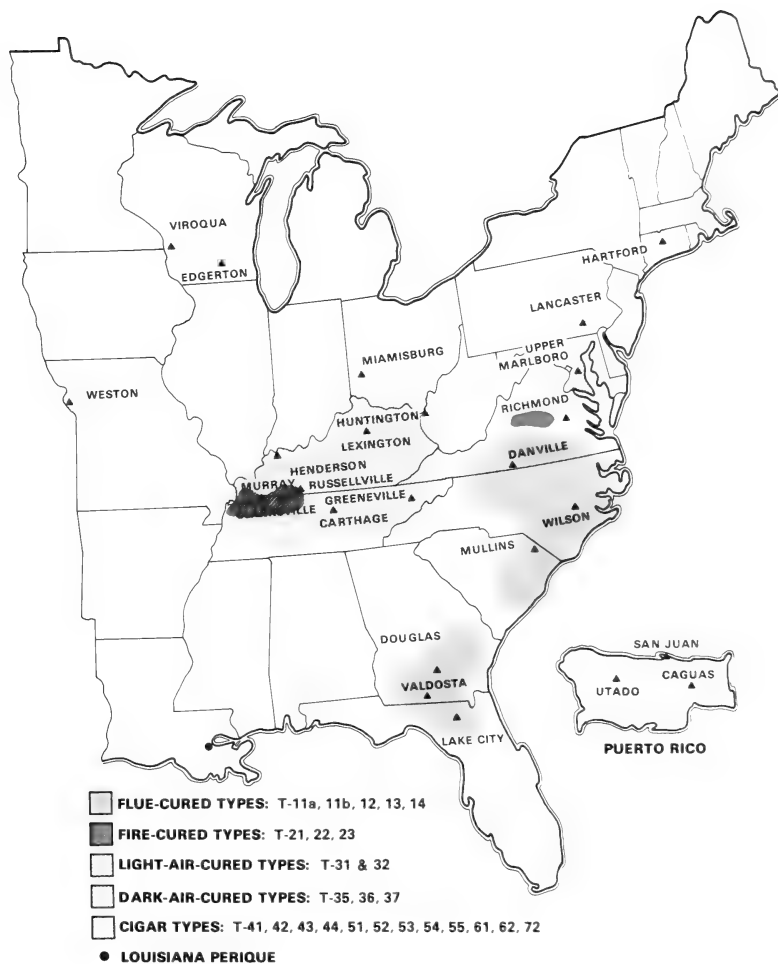 VIROQUA
EDGERTON
HARTFORD
LANCASTER
MIAMISBURG
UPPER
MARLBORO
WESTON
RICHMOND
HUNTINGTON
LEXINGTON
DANVILLE
HENDERSON
MURRAY RUSSELLVILLE
GREENEVILLE
CARTHAGE
WILSON
MULLINS
DOUGLAS
VALDOSTA
LAKE CITY
SAN JUAN
UTADO
CAGUAS
PUERTO RICO
FLUE-CURED TYPES: T-11a, 11b, 12, 13, 14
FIRE-CURED TYPES: T-21, 22, 23
LIGHT-AIR-CURED TYPES: T-31 & 32
DARK-AIR-CURED TYPES: T-35, 36, 37
CIGAR TYPES: T-41, 42, 43, 44, 51, 52, 53, 54, 55, 61, 62, 72
LOUISIANA PERIQUE